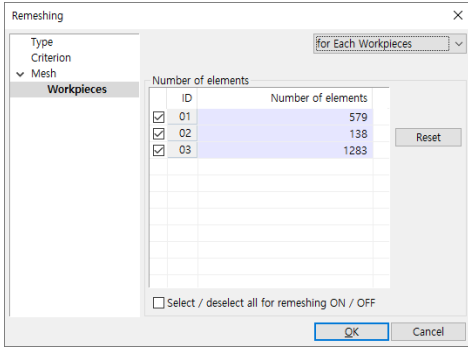 Remeshing
Type
Criterion
Mesh
Workpieces
for Each Workpieces
Number of elements
ID Number of elements
01 579
02 138
03 1283
Reset
Select / deselect all for remeshing ON / OFF
OK Cancel